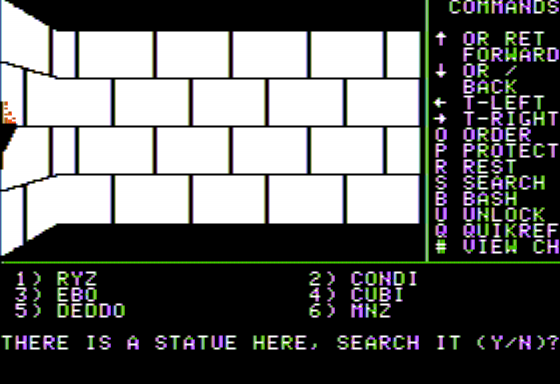 COMMANDS
↑ OR RET
FORWARD
↓ OR /
BACK
← T-LEFT
→ T-RIGHT
O ORDER
P PROTECT
R REST
S SEARCH
B BASH
U UNLOCK
Q QUIKREF
# VIEW CH
1) RYZ 2) CONDI
3) EBO 4) CUBI
5) DEDDO 6) MNZ
THERE IS A STATUE HERE, SEARCH IT (Y/N)?